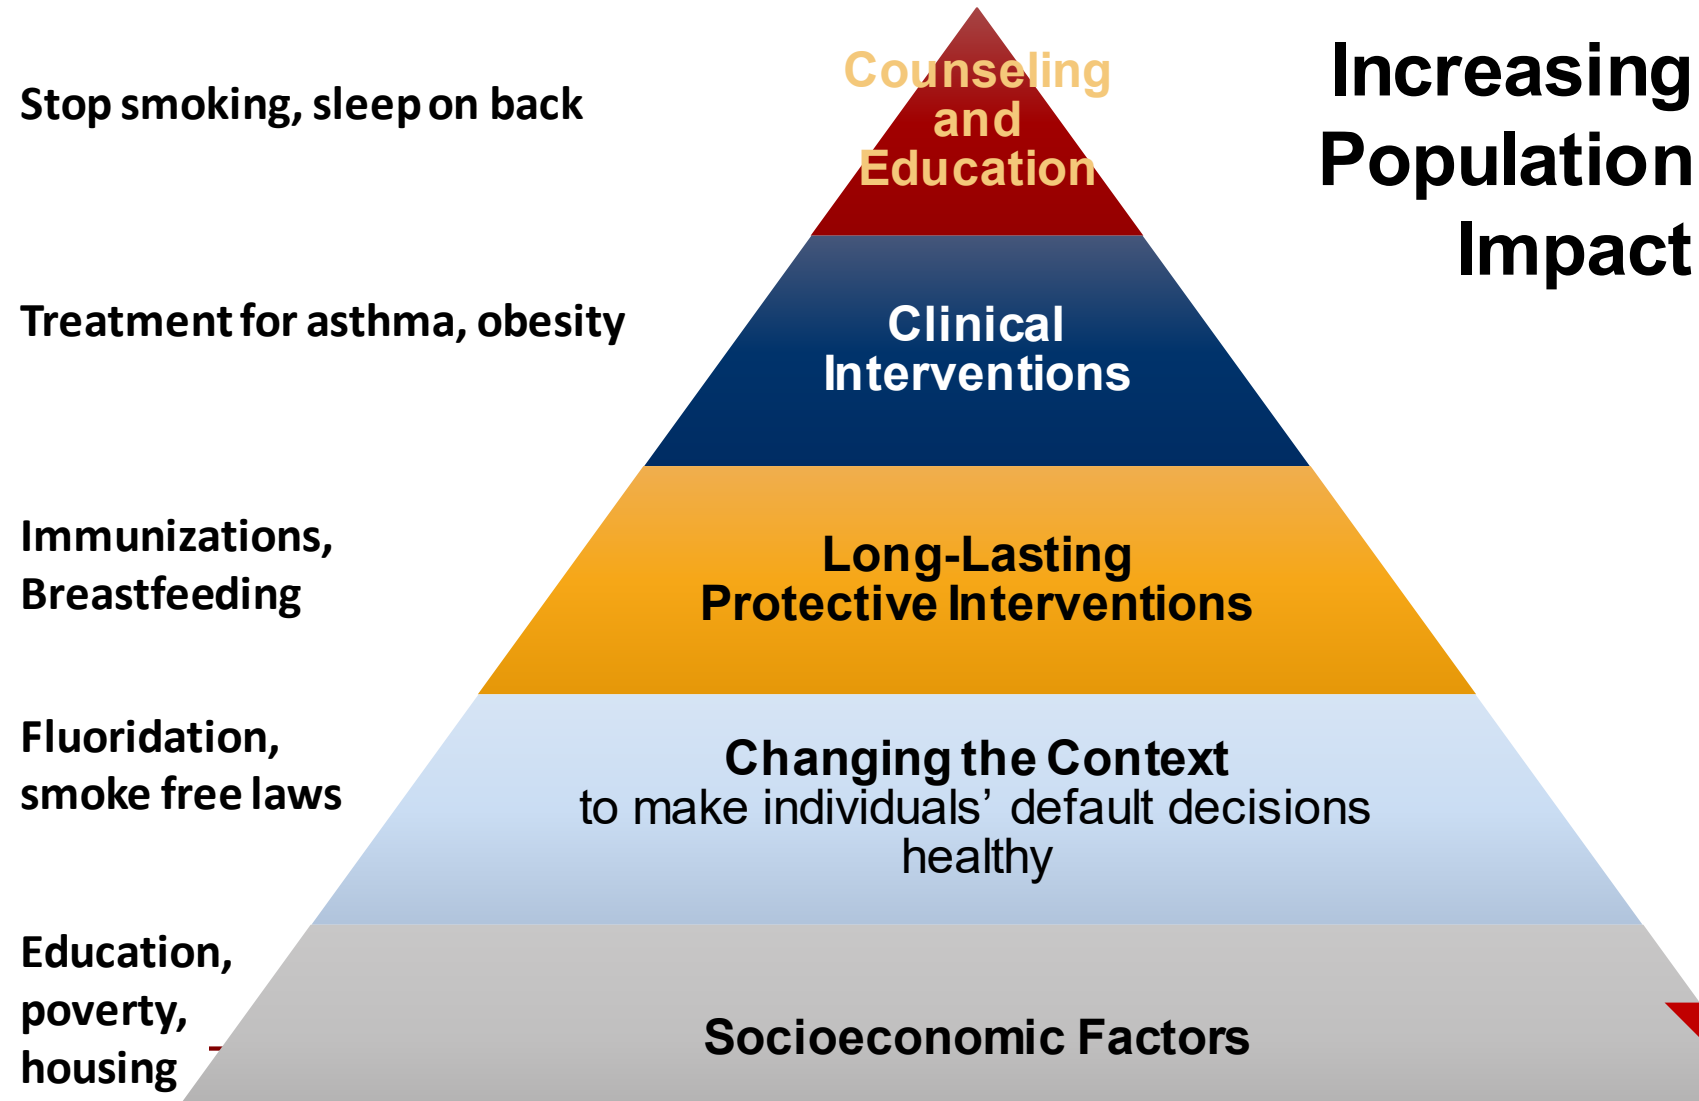 Stop smoking, sleep on back
Counseling
and
Education
Increasing
Population
Impact
Treatment for asthma, obesity
Clinical
Interventions
Immunizations,
Breastfeeding
Long-Lasting
Protective Interventions
Fluoridation,
smoke free laws
Changing the Context
to make individuals’ default decisions
healthy
Education,
poverty,
housing
Socioeconomic Factors